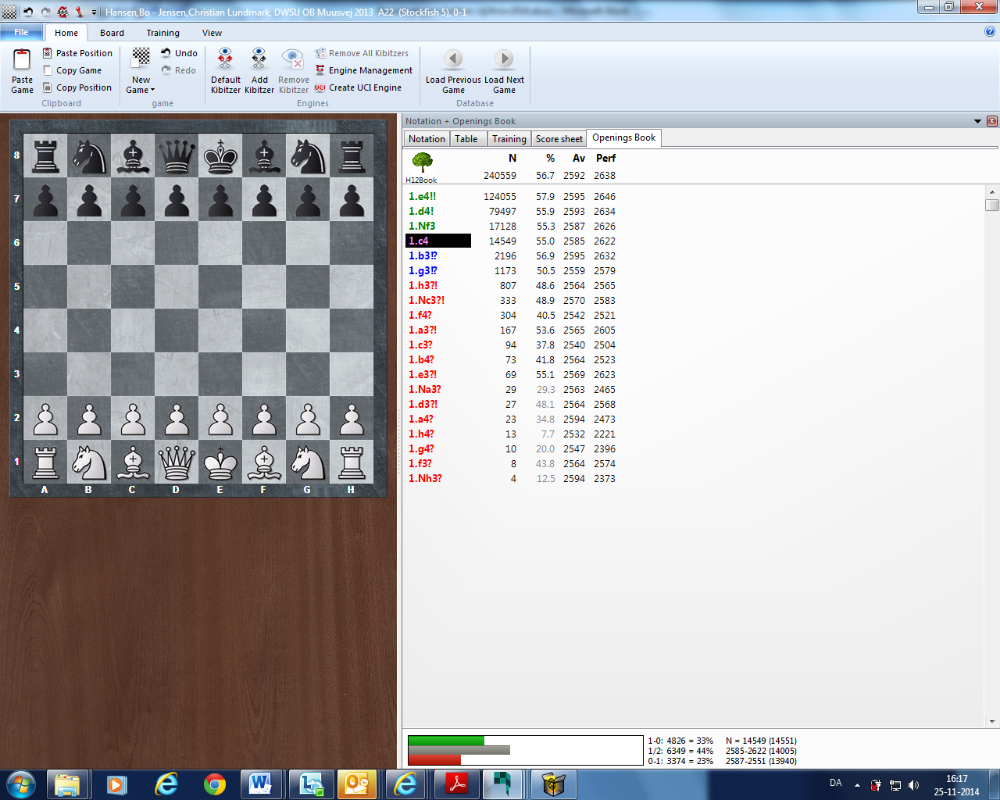 Hansen,Bo - Jensen,Christian Lundmark, DWSU OB Muusvej 2013  A22  (Stockfish 5), 0-1
File Home Board Training View
Paste Game
Paste Position
Copy Game
Copy Position
Clipboard
New Game
Undo
Redo
game
Default Kibitzer
Add Kibitzer
Remove Kibitzer
Remove All Kibitzers
Engine Management
UCI Create UCI Engine
Engines
Load Previous Game
Load Next Game
Database
Notation + Openings Book
Notation Table Training Score sheet Openings Book
N % Av Perf
H12Book 240559 56.7 2592 2638
1.e4!! 124055 57.9 2595 2646
1.d4! 79497 55.9 2593 2634
1.Nf3 17128 55.3 2587 2626
1.c4 14549 55.0 2585 2622
1.b3!? 2196 56.9 2595 2632
1.g3!? 1173 50.5 2559 2579
1.h3?! 807 48.6 2564 2565
1.Nc3?! 333 48.9 2570 2583
1.f4? 304 40.5 2542 2521
1.a3?! 167 53.6 2565 2605
1.c3? 94 37.8 2540 2504
1.b4? 73 41.8 2564 2523
1.e3?! 69 55.1 2569 2623
1.Na3? 29 29.3 2563 2465
1.d3?! 27 48.1 2564 2568
1.a4? 23 34.8 2594 2473
1.h4? 13 7.7 2532 2221
1.g4? 10 20.0 2547 2396
1.f3? 8 43.8 2564 2574
1.Nh3? 4 12.5 2594 2373
8
7
6
5
4
3
2
1
A B C D E F G H
1-0: 4826 = 33% N = 14549 (14551)
1/2: 6349 = 44% 2585-2622 (14005)
0-1: 3374 = 23% 2587-2551 (13940)
DA 16:17
25-11-2014